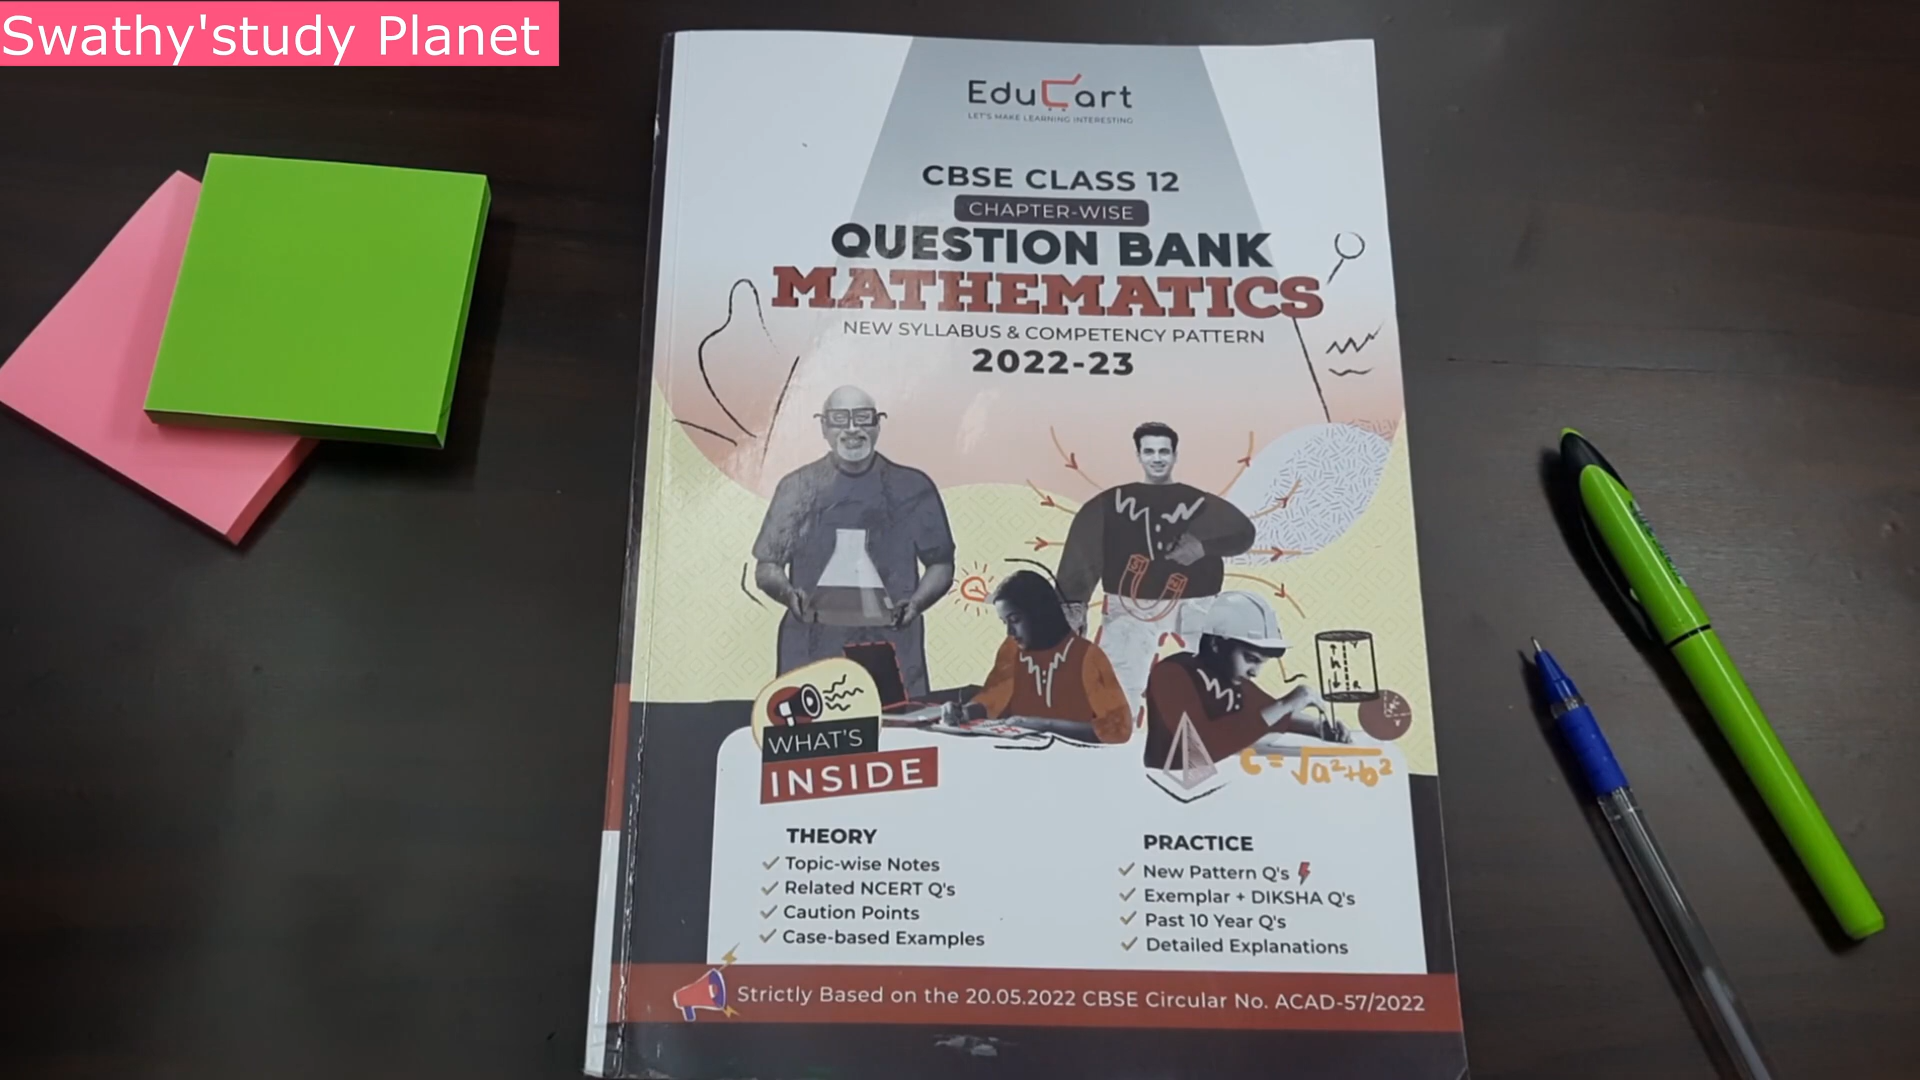 Swathy'study Planet
EduCart
LET'S MAKE LEARNING INTERESTING
CBSE CLASS 12
CHAPTER-WISE
QUESTION BANK
MATHEMATICS
NEW SYLLABUS & COMPETENCY PATTERN
2022-23
WHAT'S
INSIDE
c = √a²+b²
THEORY
Topic-wise Notes
Related NCERT Q's
Caution Points
Case-based Examples
PRACTICE
New Pattern Q's
Exemplar + DIKSHA Q's
Past 10 Year Q's
Detailed Explanations
Strictly Based on the 20.05.2022 CBSE Circular No. ACAD-57/2022